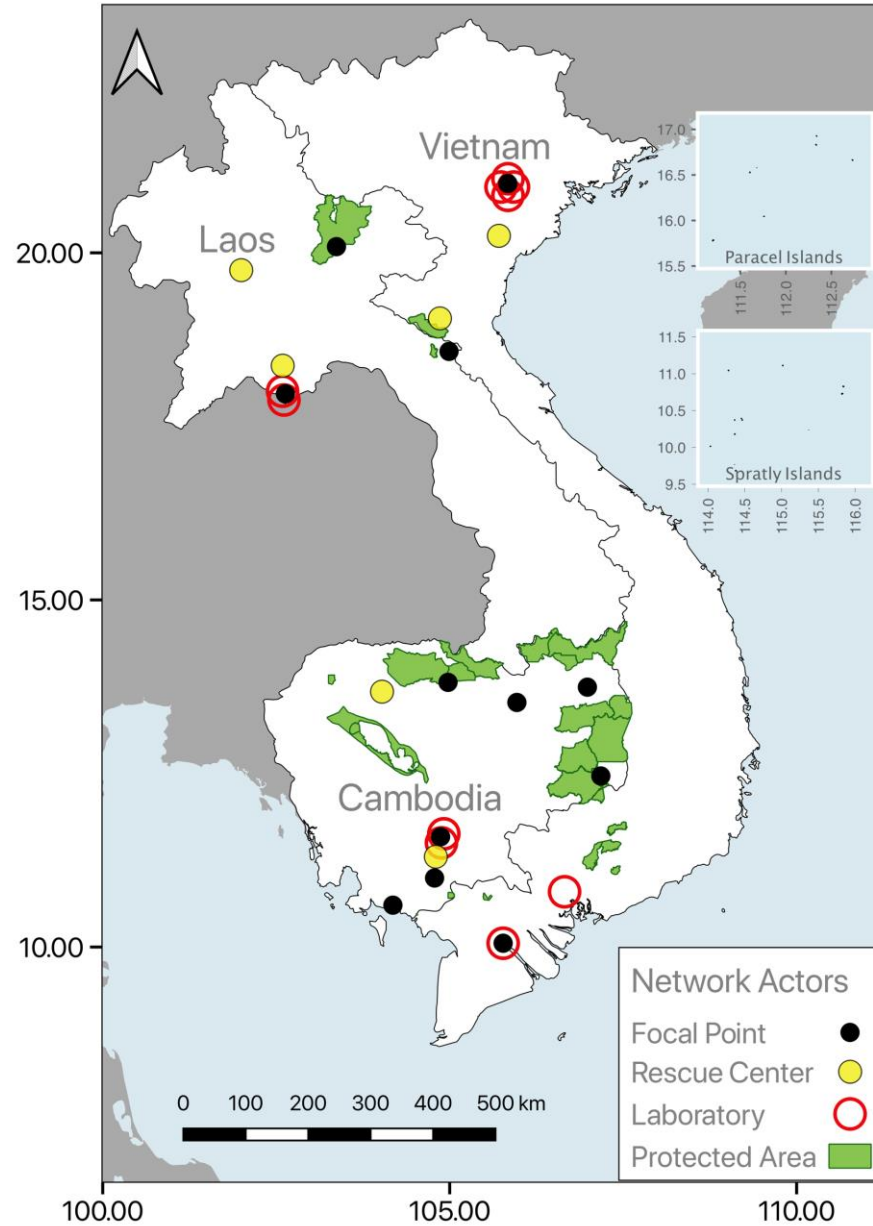 Vietnam
Laos
Cambodia
20.00
15.00
10.00
100.00
105.00
110.00
17.0
16.5
16.0
15.5
Paracel Islands
111.5
112.0
112.5
11.5
11.0
10.5
10.0
9.5
Spratly Islands
114.0
114.5
115.0
115.5
116.0
0
100
200
300
400
500 km
Network Actors
Focal Point
Rescue Center
Laboratory
Protected Area